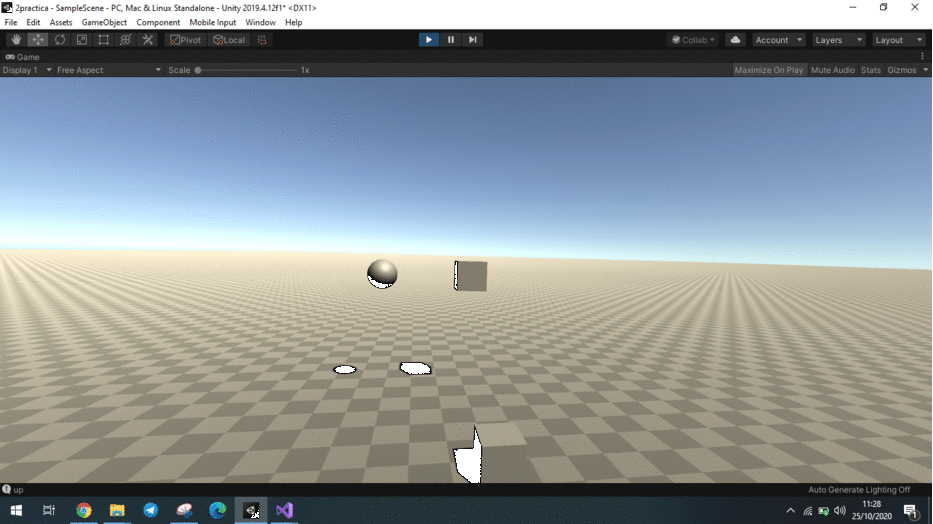 2practica - SampleScene - PC, Mac & Linux Standalone - Unity 2019.4.12f1* <DX11>
File Edit Assets GameObject Component Mobile Input Window Help
Pivot Local Collab Account Layers Layout
Game
Display 1 Free Aspect Scale 1x Maximize On Play Mute Audio Stats Gizmos
up Auto Generate Lighting Off
11:28
25/10/2020
1